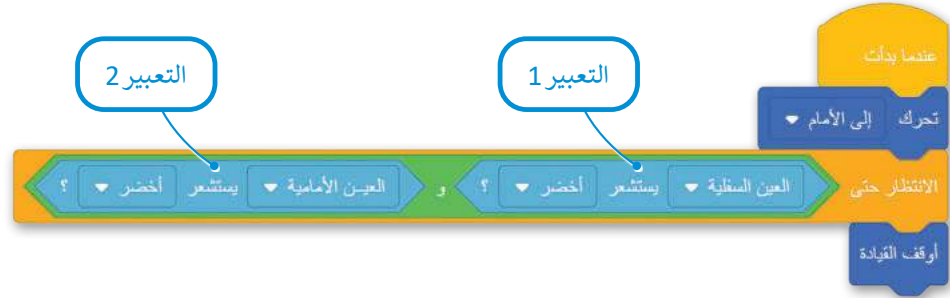 عندما بدأت
التعبير 1
التعبير 2
تحرك إلى الأمام
الانتظار حتى العين السفلية يستشعر أخضر ؟ و العيـن الأمامية يستشعر أخضر ؟
أوقف القيادة